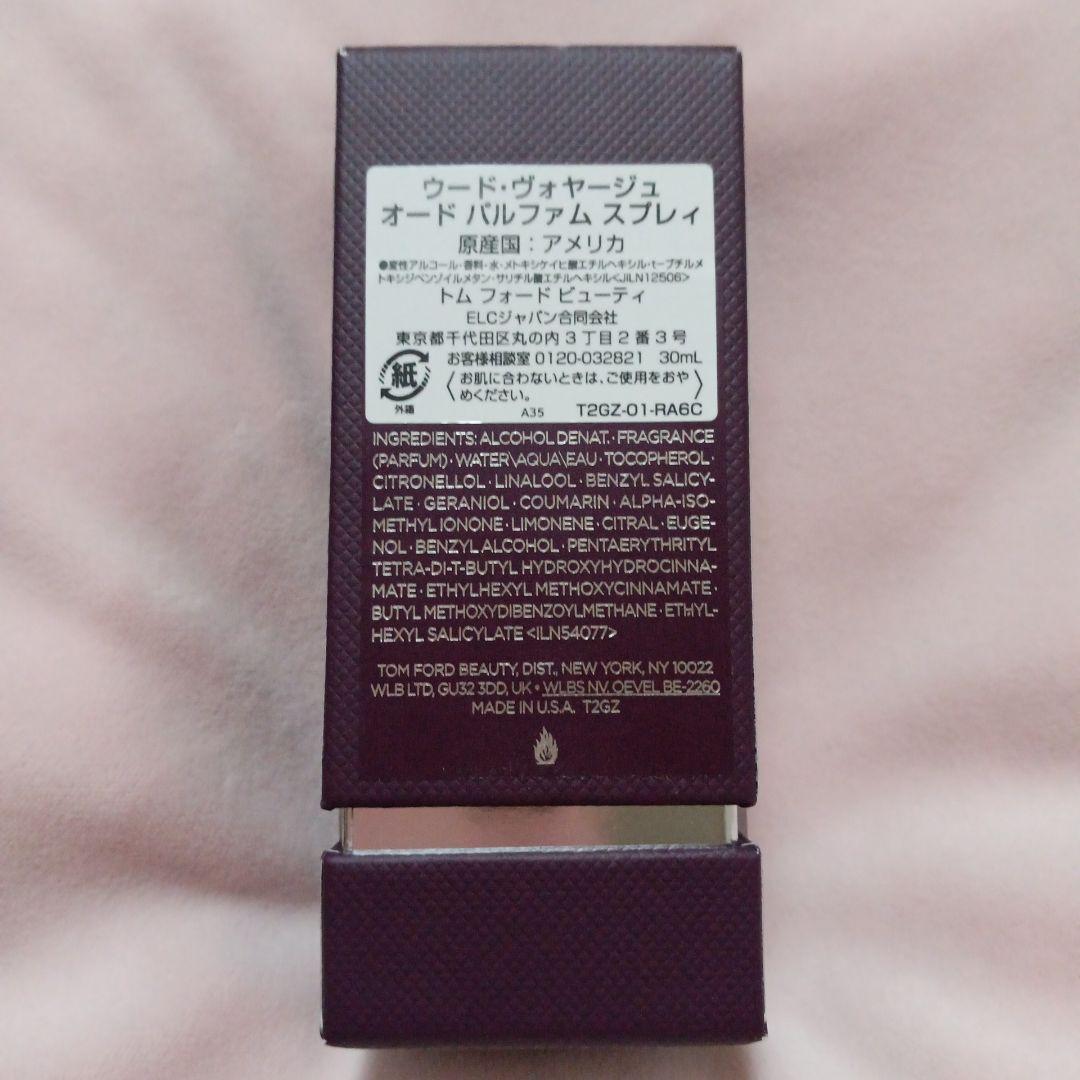 ウード・ヴォヤージュ
オード パルファム スプレィ
原産国：アメリカ
●変性アルコール・香料・水・メトキシケイヒ酸エチルヘキシル・t-ブチルメ
トキシジベンゾイルメタン・サリチル酸エチルヘキシル<JILN12506>
トム フォード ビューティ
ELCジャパン合同会社
東京都千代田区丸の内3丁目2番3号
お客様相談室 0120-032821 30mL
紙
外箱
〈お肌に合わないときは、ご使用をおや
めください。〉
A35 T2GZ-01-RA6C
INGREDIENTS: ALCOHOL DENAT.·FRAGRANCE
(PARFUM)·WATER\AQUA\EAU·TOCOPHEROL·
CITRONELLOL·LINALOOL·BENZYL SALICY-
LATE·GERANIOL·COUMARIN·ALPHA-ISO-
METHYL IONONE·LIMONENE·CITRAL·EUGE-
NOL·BENZYL ALCOHOL·PENTAERYTHRITYL
TETRA-DI-T-BUTYL HYDROXYHYDROCINNA-
MATE·ETHYLHEXYL METHOXYCINNAMATE·
BUTYL METHOXYDIBENZOYLMETHANE·ETHYL-
HEXYL SALICYLATE <ILN54077>
TOM FORD BEAUTY, DIST., NEW YORK, NY 10022
WLB LTD, GU32 3DD, UK • WLBS NV. OEVEL BE-2260
MADE IN U.S.A. T2GZ